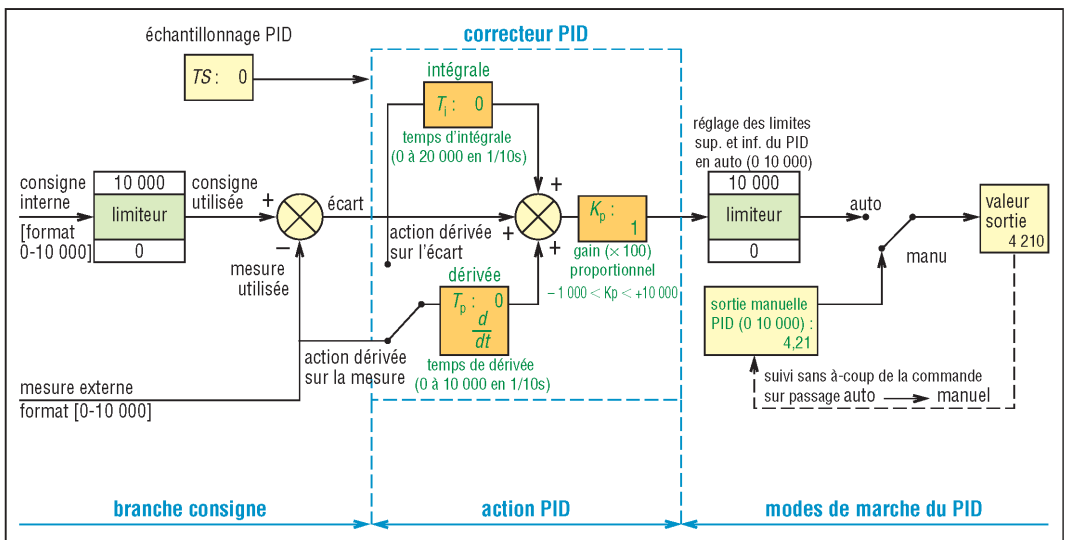 correcteur PID
échantillonnage PID
TS : 0
intégrale
Ti : 0
temps d'intégrale
(0 à 20 000 en 1/10s)
réglage des limites
sup. et inf. du PID
en auto (0 10 000)
consigne
interne
[format
0-10 000]
10 000
limiteur
0
consigne
utilisée
+
−
écart
mesure
utilisée
action dérivée
sur l'écart
+
+
+
Kp :
1
gain (× 100)
proportionnel
− 1 000 < Kp < +10 000
10 000
limiteur
0
auto
manu
valeur
sortie
4 210
dérivée
Tp : 0
d
dt
temps de dérivée
(0 à 10 000 en 1/10s)
action dérivée
sur la mesure
sortie manuelle
PID (0 10 000) :
4,21
suivi sans à-coup de la commande
sur passage auto manuel
mesure externe
format [0-10 000]
branche consigne
action PID
modes de marche du PID